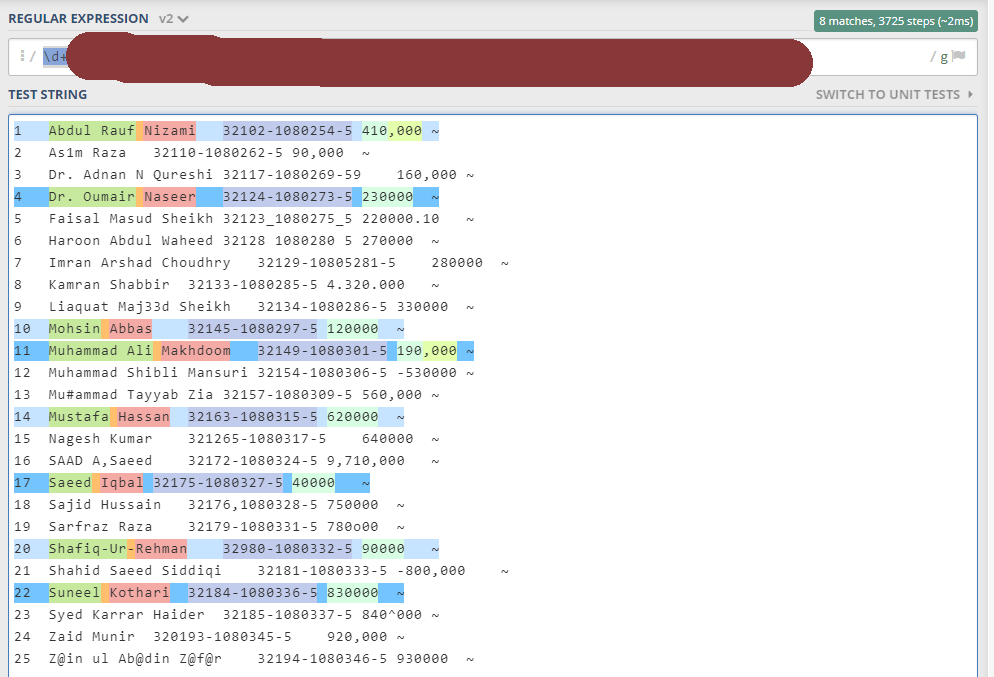 REGULAR EXPRESSION v2
8 matches, 3725 steps (~2ms)
/ \d+ / g
TEST STRING
SWITCH TO UNIT TESTS
1 Abdul Rauf Nizami 32102-1080254-5 410,000 ~
2 As1m Raza 32110-1080262-5 90,000 ~
3 Dr. Adnan N Qureshi 32117-1080269-59 160,000 ~
4 Dr. Oumair Naseer 32124-1080273-5 230000 ~
5 Faisal Masud Sheikh 32123_1080275_5 220000.10 ~
6 Haroon Abdul Waheed 32128 1080280 5 270000 ~
7 Imran Arshad Choudhry 32129-10805281-5 280000 ~
8 Kamran Shabbir 32133-1080285-5 4.320.000 ~
9 Liaquat Maj33d Sheikh 32134-1080286-5 330000 ~
10 Mohsin Abbas 32145-1080297-5 120000 ~
11 Muhammad Ali Makhdoom 32149-1080301-5 190,000 ~
12 Muhammad Shibli Mansuri 32154-1080306-5 -530000 ~
13 Mu#ammad Tayyab Zia 32157-1080309-5 560,000 ~
14 Mustafa Hassan 32163-1080315-5 620000 ~
15 Nagesh Kumar 321265-1080317-5 640000 ~
16 SAAD A,Saeed 32172-1080324-5 9,710,000 ~
17 Saeed Iqbal 32175-1080327-5 40000 ~
18 Sajid Hussain 32176,1080328-5 750000 ~
19 Sarfraz Raza 32179-1080331-5 780o00 ~
20 Shafiq-Ur-Rehman 32980-1080332-5 90000 ~
21 Shahid Saeed Siddiqi 32181-1080333-5 -800,000 ~
22 Suneel Kothari 32184-1080336-5 830000 ~
23 Syed Karrar Haider 32185-1080337-5 840^000 ~
24 Zaid Munir 320193-1080345-5 920,000 ~
25 Z@in ul Ab@din Z@f@r 32194-1080346-5 930000 ~